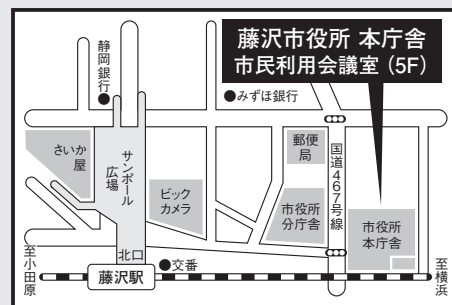 藤沢市役所 本庁舎
市民利用会議室（5F）
静岡銀行
みずほ銀行
さいか屋
サンパール広場
ビックカメラ
郵便局
国道467号線
市役所分庁舎
市役所本庁舎
北口
交番
藤沢駅
至小田原
至横浜